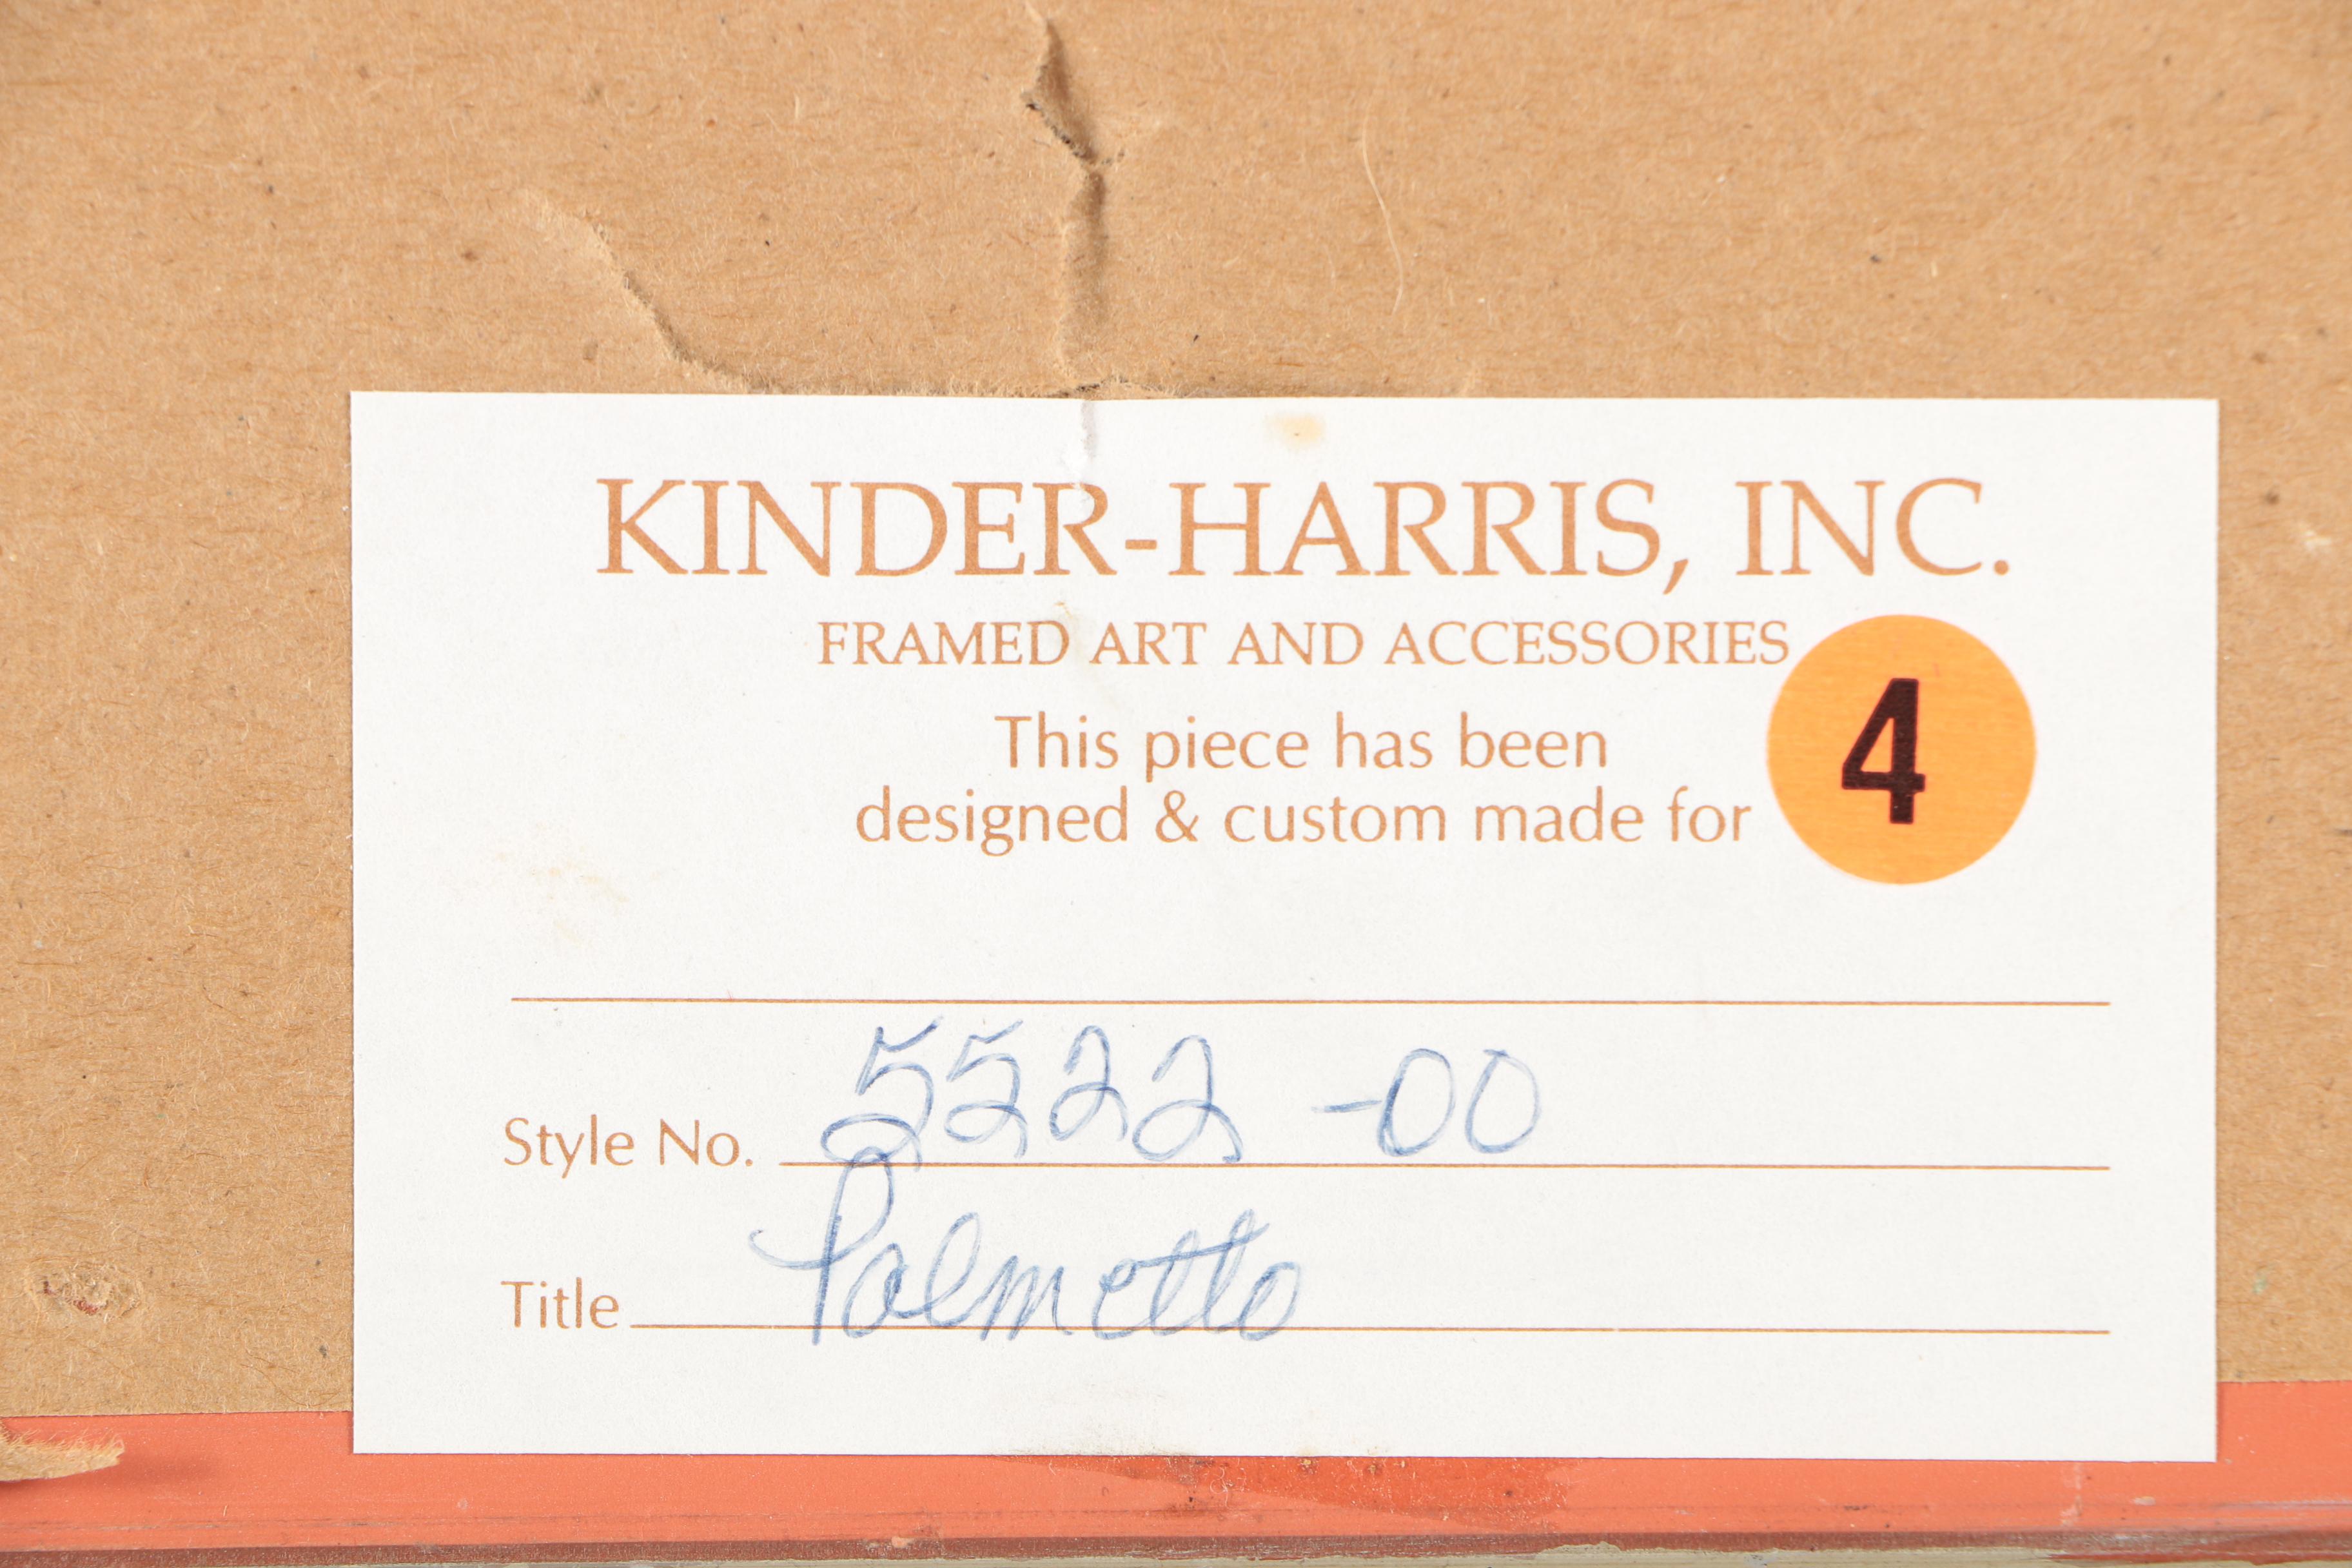 KINDER-HARRIS, INC.
FRAMED ART AND ACCESSORIES
This piece has been
designed & custom made for
4
Style No. 5522-00
Title Palmetto